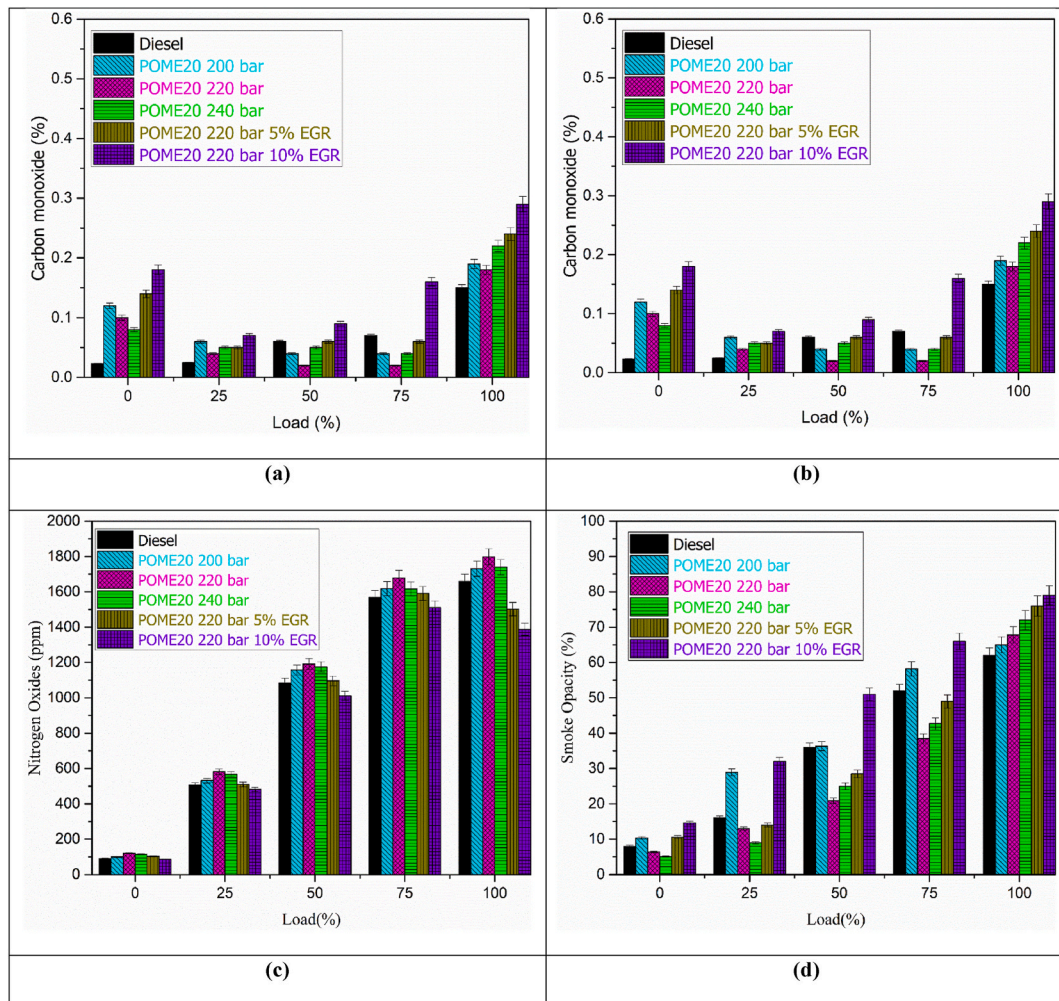 0.6
0.5
0.4
0.3
0.2
0.1
0.0
Carbon monoxide (%)
Diesel
POME20 200 bar
POME20 220 bar
POME20 240 bar
POME20 220 bar 5% EGR
POME20 220 bar 10% EGR
0 25 50 75 100
Load (%)
(a)
0.6
0.5
0.4
0.3
0.2
0.1
0.0
Carbon monoxide (%)
Diesel
POME20 200 bar
POME20 220 bar
POME20 240 bar
POME20 220 bar 5% EGR
POME20 220 bar 10% EGR
0 25 50 75 100
Load (%)
(b)
2000
1800
1600
1400
1200
1000
800
600
400
200
0
Nitrogen Oxides (ppm)
Diesel
POME20 200 bar
POME20 220 bar
POME20 240 bar
POME20 220 bar 5% EGR
POME20 220 bar 10% EGR
0 25 50 75 100
Load(%)
(c)
100
90
80
70
60
50
40
30
20
10
0
Smoke Opacity (%)
Diesel
POME20 200 bar
POME20 220 bar
POME20 240 bar
POME20 220 bar 5% EGR
POME20 220 bar 10% EGR
0 25 50 75 100
Load(%)
(d)